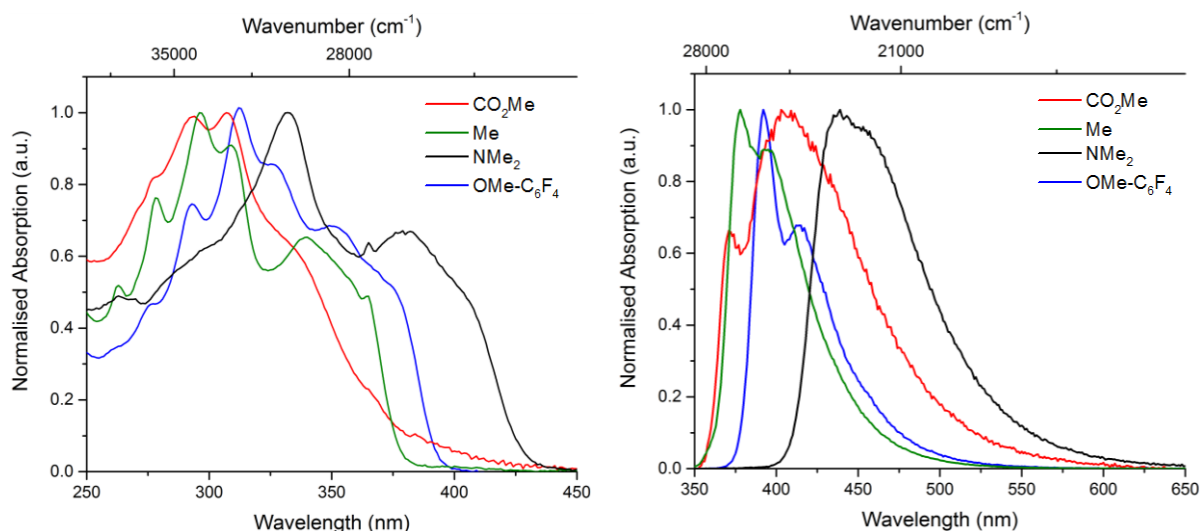 Wavenumber (cm⁻¹)
35000 28000
Normalised Absorption (a.u.)
1.0
0.8
0.6
0.4
0.2
0.0
CO₂Me
Me
NMe₂
OMe-C₆F₄
250 300 350 400 450
Wavelength (nm)
Wavenumber (cm⁻¹)
28000 21000
Normalised Absorption (a.u.)
1.0
0.8
0.6
0.4
0.2
0.0
CO₂Me
Me
NMe₂
OMe-C₆F₄
350 400 450 500 550 600 650
Wavelength (nm)